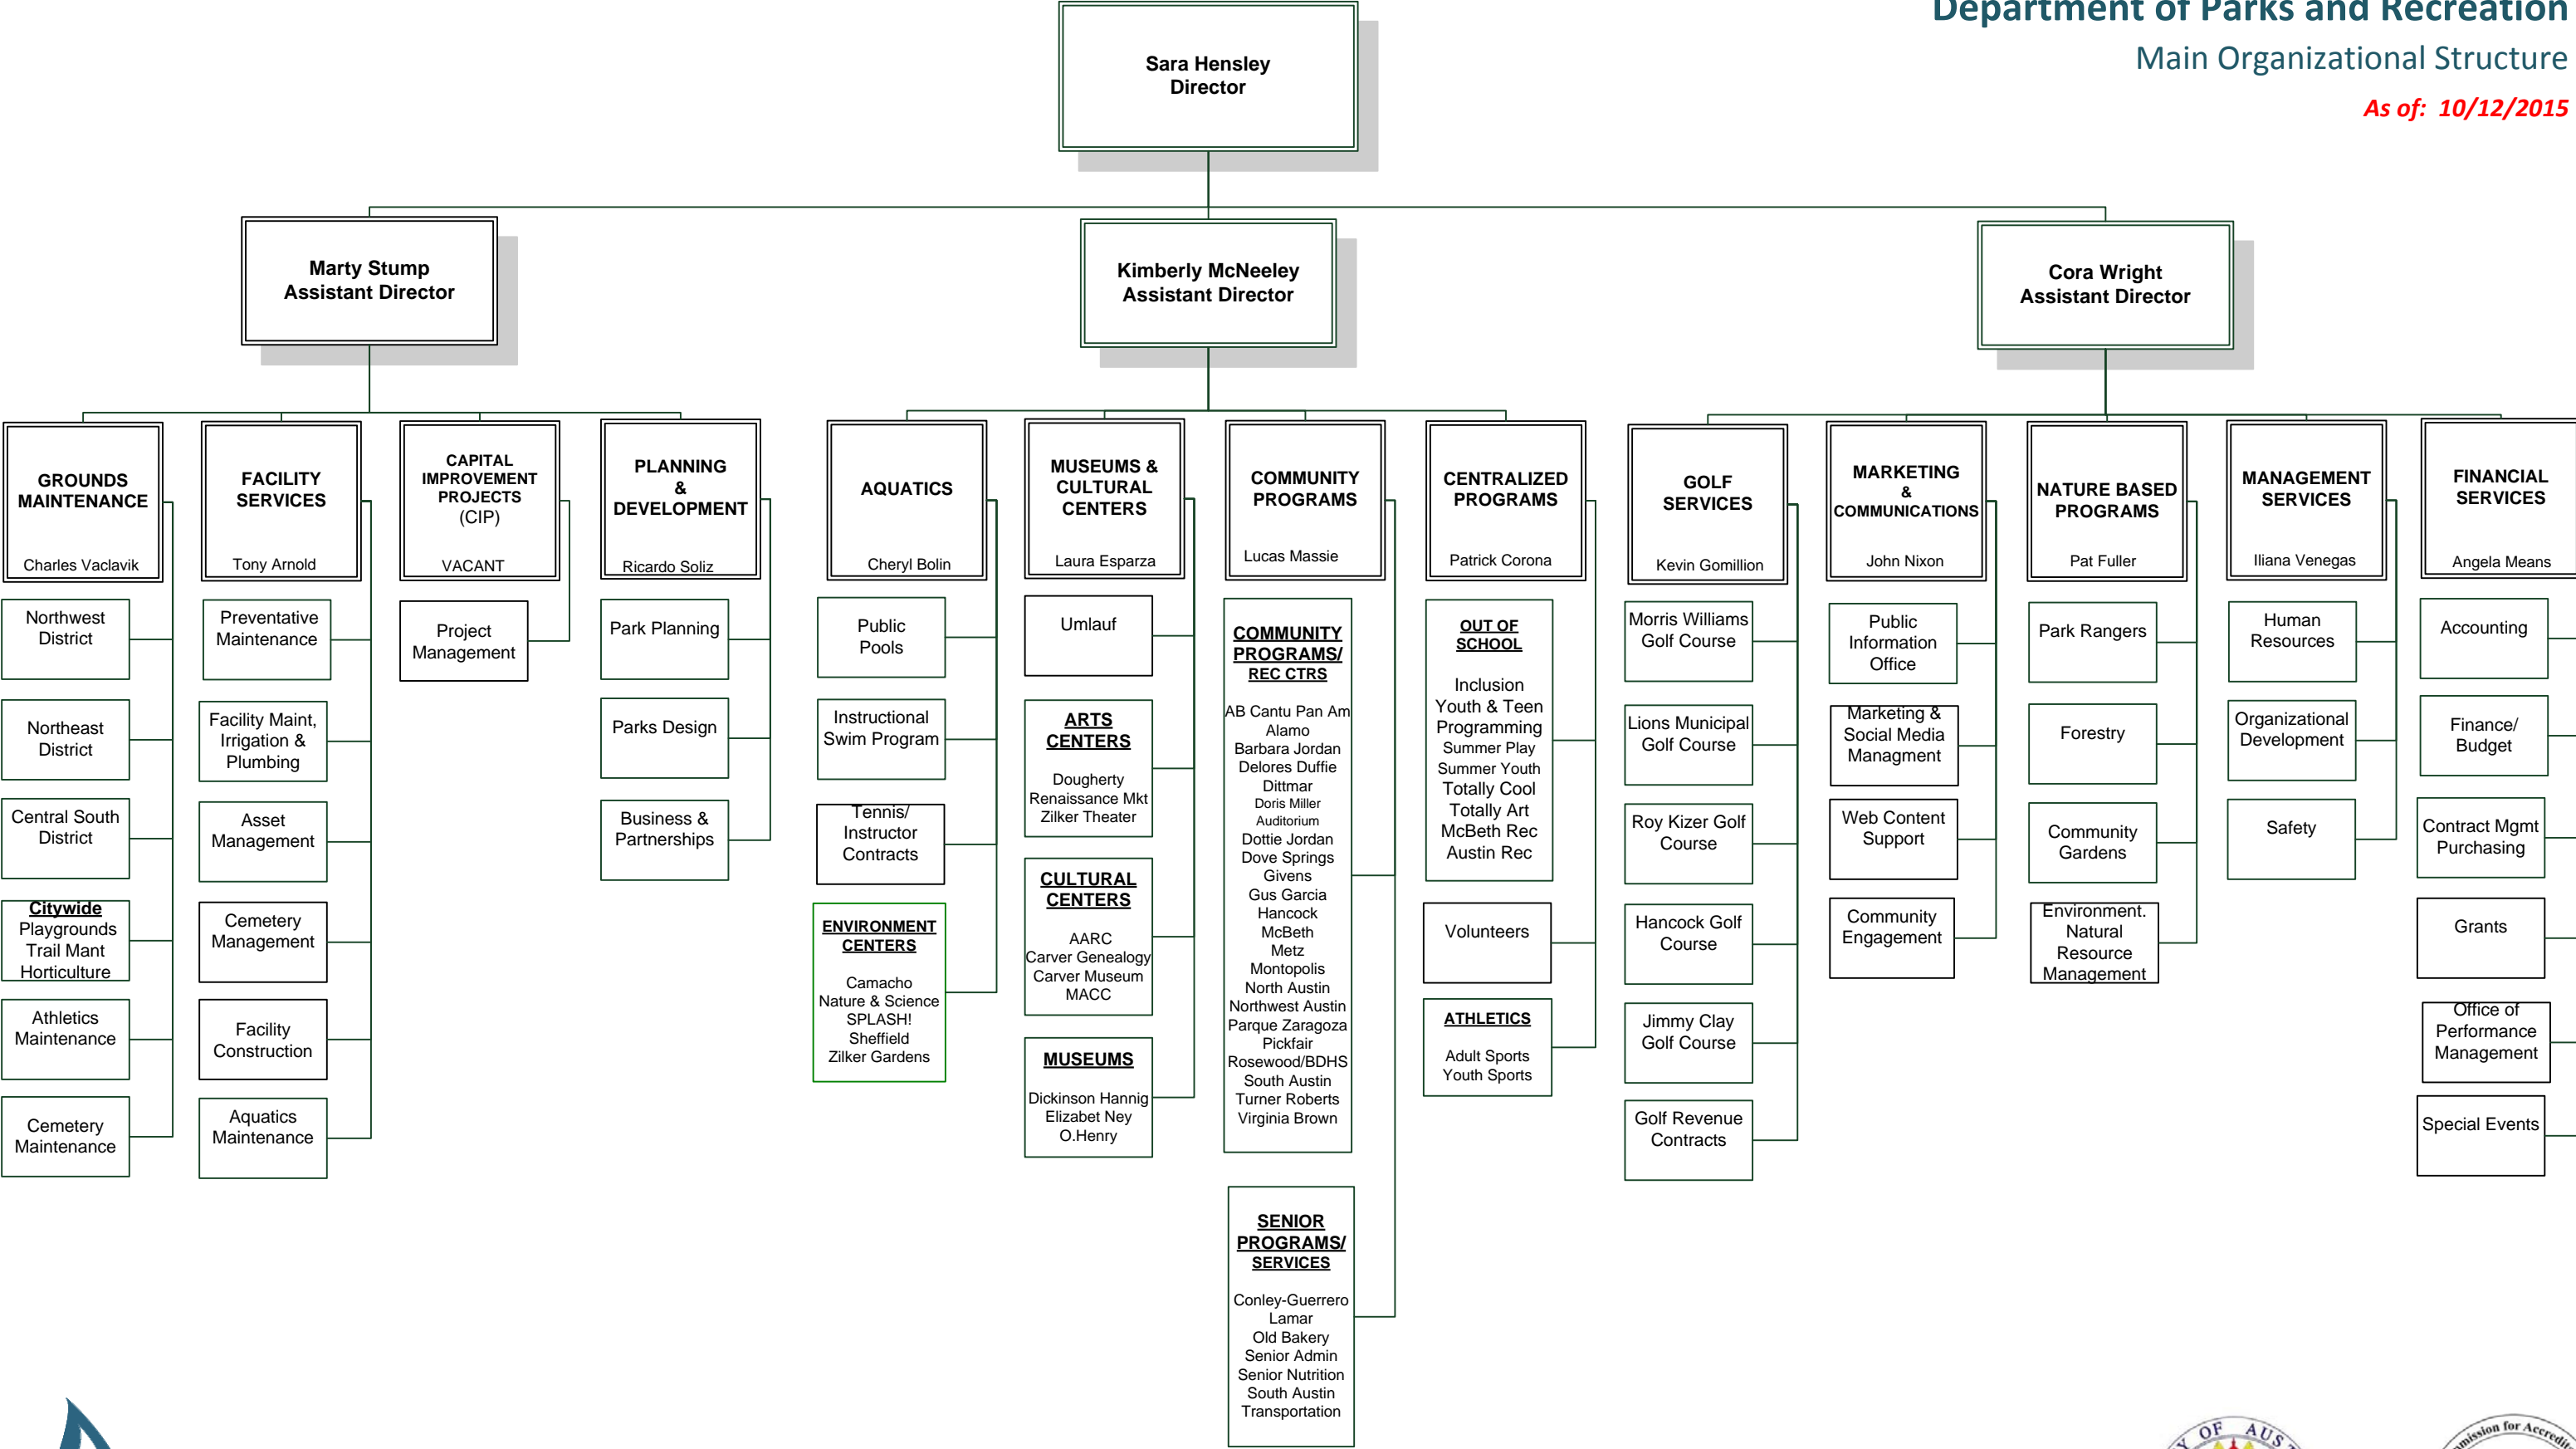 Department of Parks and Recreation
Main Organizational Structure
As of: 10/12/2015
Sara Hensley
Director
Marty Stump
Assistant Director
Kimberly McNeeley
Assistant Director
Cora Wright
Assistant Director
GROUNDS
MAINTENANCE
Charles Vaclavik
Northwest
District
Northeast
District
Central South
District
Citywide
Playgrounds
Trail Mant
Horticulture
Athletics
Maintenance
Cemetery
Maintenance
FACILITY
SERVICES
Tony Arnold
Preventative
Maintenance
Facility Maint,
Irrigation &
Plumbing
Asset
Management
Cemetery
Management
Facility
Construction
Aquatics
Maintenance
CAPITAL
IMPROVEMENT
PROJECTS
(CIP)
VACANT
Project
Management
PLANNING
&
DEVELOPMENT
Ricardo Soliz
Park Planning
Parks Design
Business &
Partnerships
AQUATICS
Cheryl Bolin
Public
Pools
Instructional
Swim Program
Tennis/
Instructor
Contracts
ENVIRONMENT
CENTERS
Camacho
Nature & Science
SPLASH!
Sheffield
Zilker Gardens
MUSEUMS &
CULTURAL
CENTERS
Laura Esparza
Umlauf
ARTS
CENTERS
Dougherty
Renaissance Mkt
Zilker Theater
CULTURAL
CENTERS
AARC
Carver Genealogy
Carver Museum
MACC
MUSEUMS
Dickinson Hannig
Elizabet Ney
O.Henry
COMMUNITY
PROGRAMS
Lucas Massie
COMMUNITY
PROGRAMS/
REC CTRS
AB Cantu Pan Am
Alamo
Barbara Jordan
Delores Duffie
Dittmar
Doris Miller
Auditorium
Dottie Jordan
Dove Springs
Givens
Gus Garcia
Hancock
McBeth
Metz
Montopolis
North Austin
Northwest Austin
Parque Zaragoza
Pickfair
Rosewood/BDHS
South Austin
Turner Roberts
Virginia Brown
SENIOR
PROGRAMS/
SERVICES
Conley-Guerrero
Lamar
Old Bakery
Senior Admin
Senior Nutrition
South Austin
Transportation
CENTRALIZED
PROGRAMS
Patrick Corona
OUT OF
SCHOOL
Inclusion
Youth & Teen
Programming
Summer Play
Summer Youth
Totally Cool
Totally Art
McBeth Rec
Austin Rec
Volunteers
ATHLETICS
Adult Sports
Youth Sports
GOLF
SERVICES
Kevin Gomillion
Morris Williams
Golf Course
Lions Municipal
Golf Course
Roy Kizer Golf
Course
Hancock Golf
Course
Jimmy Clay
Golf Course
Golf Revenue
Contracts
MARKETING
&
COMMUNICATIONS
John Nixon
Public
Information
Office
Marketing &
Social Media
Managment
Web Content
Support
Community
Engagement
NATURE BASED
PROGRAMS
Pat Fuller
Park Rangers
Forestry
Community
Gardens
Environment.
Natural
Resource
Management
MANAGEMENT
SERVICES
Iliana Venegas
Human
Resources
Organizational
Development
Safety
FINANCIAL
SERVICES
Angela Means
Accounting
Finance/
Budget
Contract Mgmt
Purchasing
Grants
Office of
Performance
Management
Special Events
OF
for